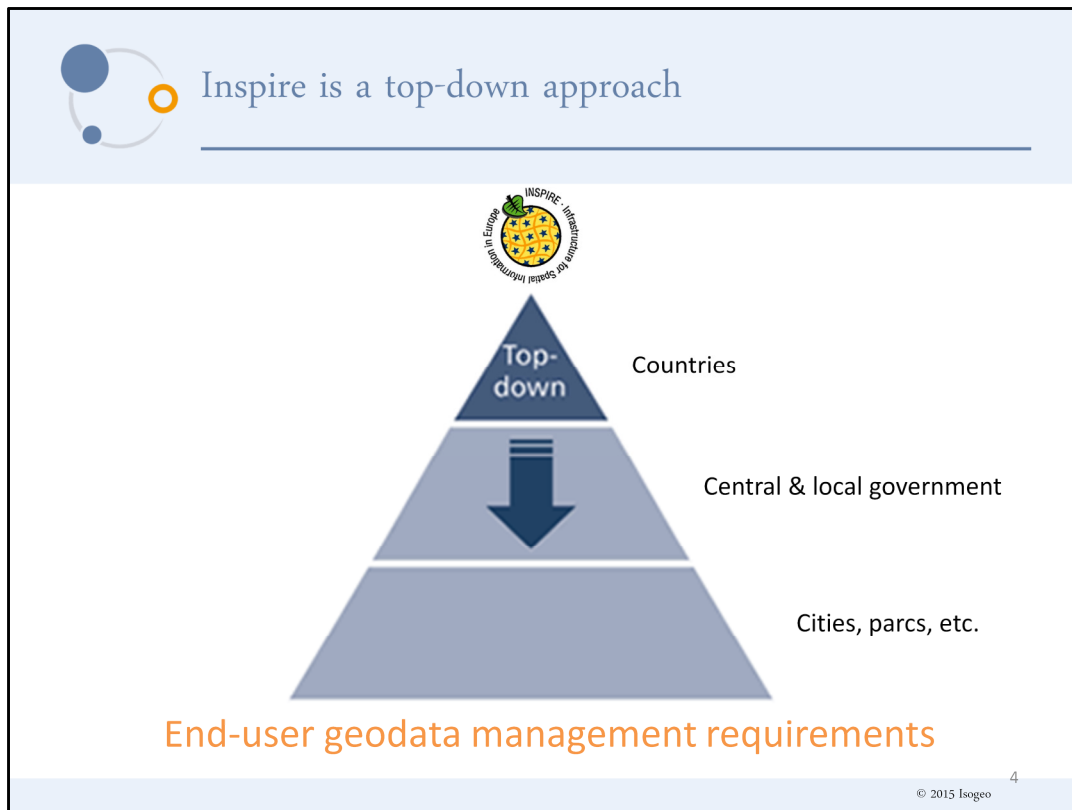 Inspire is a top-down approach
INSPIRE · Infrastructure for Spatial Information in Europe
Top-
down
Countries
Central & local government
Cities, parcs, etc.
End-user geodata management requirements
4
© 2015 Isogeo